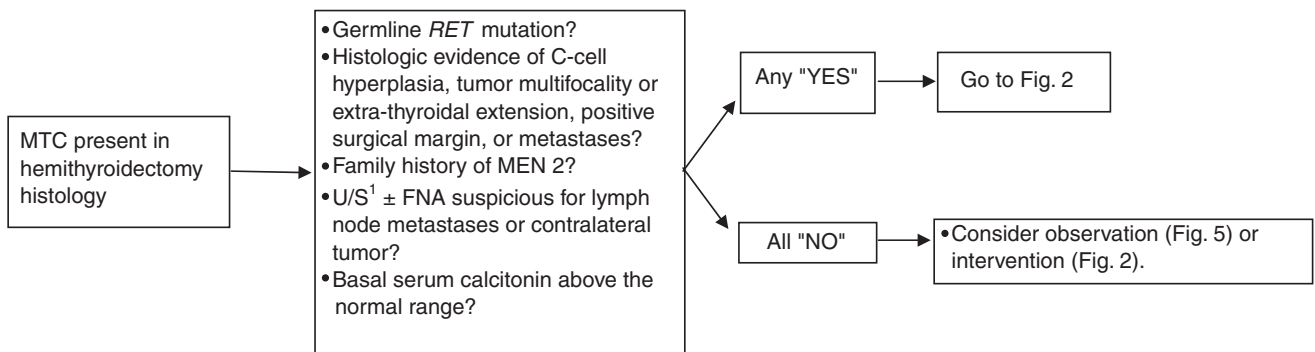 MTC present in
hemithyroidectomy
histology
•Germline RET mutation?
•Histologic evidence of C-cell
hyperplasia, tumor multifocality or
extra-thyroidal extension, positive
surgical margin, or metastases?
•Family history of MEN 2?
•U/S¹ ± FNA suspicious for lymph
node metastases or contralateral
tumor?
•Basal serum calcitonin above the
normal range?
Any "YES"
Go to Fig. 2
All "NO"
•Consider observation (Fig. 5) or
intervention (Fig. 2).